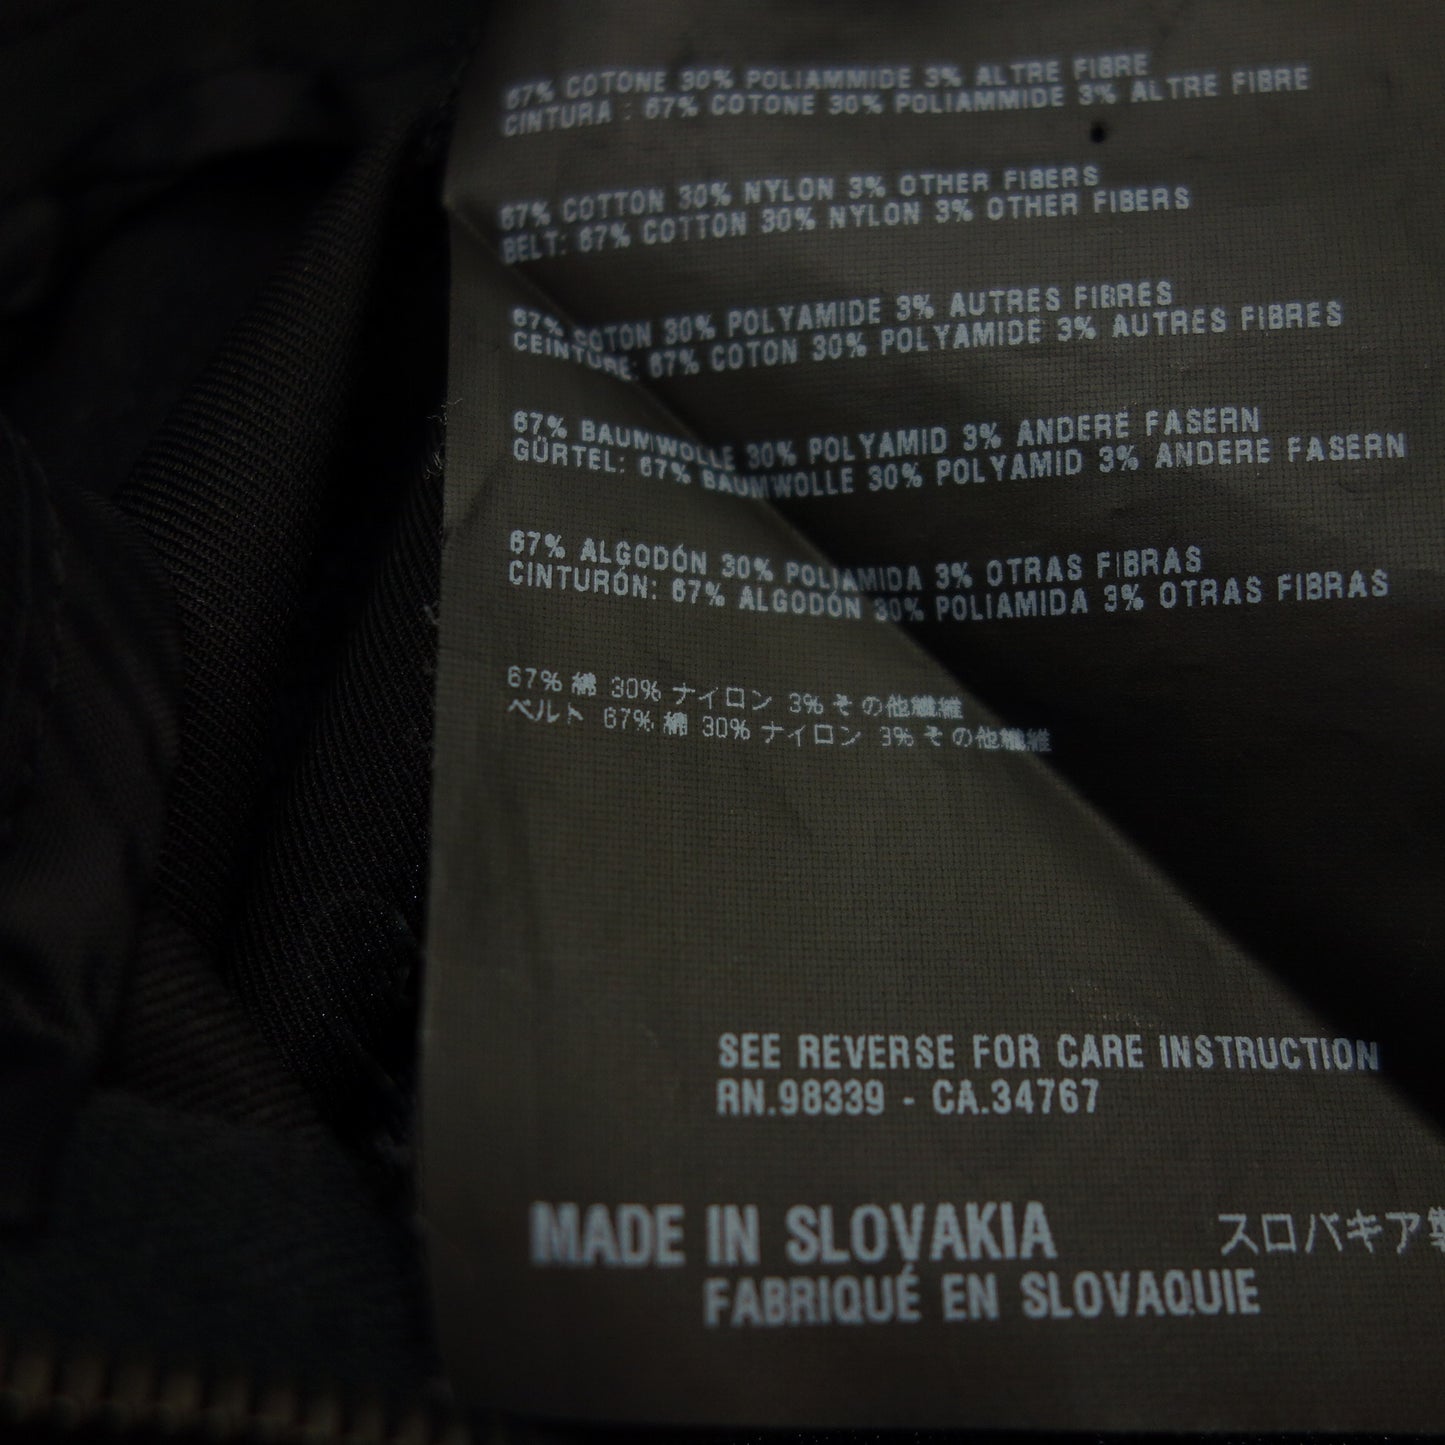 67% COTONE 30% POLIAMMIDE 3% ALTRE FIBRE
CINTURA : 67% COTONE 30% POLIAMMIDE 3% ALTRE FIBRE
67% COTTON 30% NYLON 3% OTHER FIBERS
BELT: 67% COTTON 30% NYLON 3% OTHER FIBERS
67% COTON 30% POLYAMIDE 3% AUTRES FIBRES
CEINTURE: 67% COTON 30% POLYAMIDE 3% AUTRES FIBRES
67% BAUMWOLLE 30% POLYAMID 3% ANDERE FASERN
GÜRTEL: 67% BAUMWOLLE 30% POLYAMID 3% ANDERE FASERN
67% ALGODÓN 30% POLIAMIDA 3% OTRAS FIBRAS
CINTURÓN: 67% ALGODÓN 30% POLIAMIDA 3% OTRAS FIBRAS
67% 綿 30% ナイロン 3% その他繊維
ベルト 67% 綿 30% ナイロン 3% その他繊維
SEE REVERSE FOR CARE INSTRUCTION
RN.98339 - CA.34767
MADE IN SLOVAKIA スロバキア製
FABRIQUÉ EN SLOVAQUIE